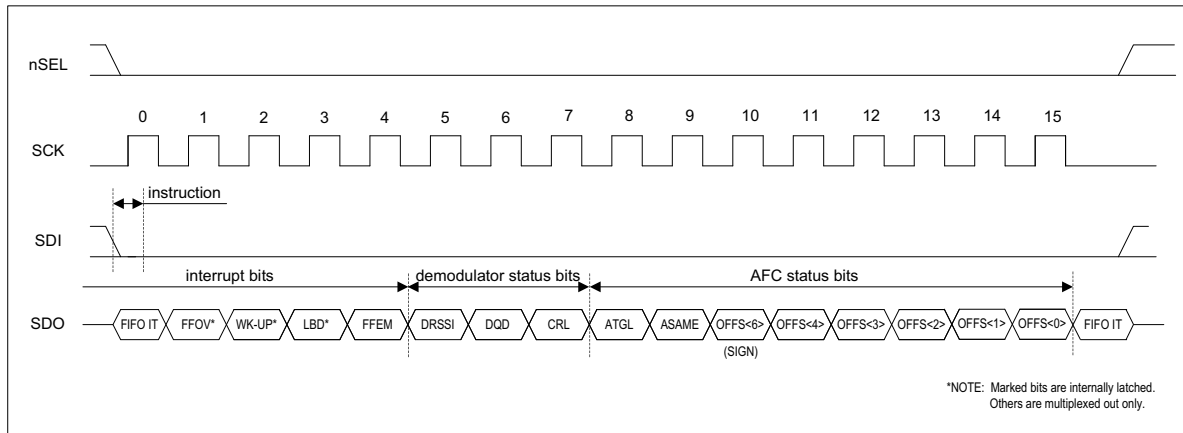 nSEL
0 1 2 3 4 5 6 7 8 9 10 11 12 13 14 15
SCK
instruction
SDI
interrupt bits demodulator status bits AFC status bits
SDO FIFO IT FFOV* WK-UP* LBD* FFEM DRSSI DQD CRL ATGL ASAME OFFS<6> OFFS<4> OFFS<3> OFFS<2> OFFS<1> OFFS<0> FIFO IT
(SIGN)
*NOTE: Marked bits are internally latched.
Others are multiplexed out only.